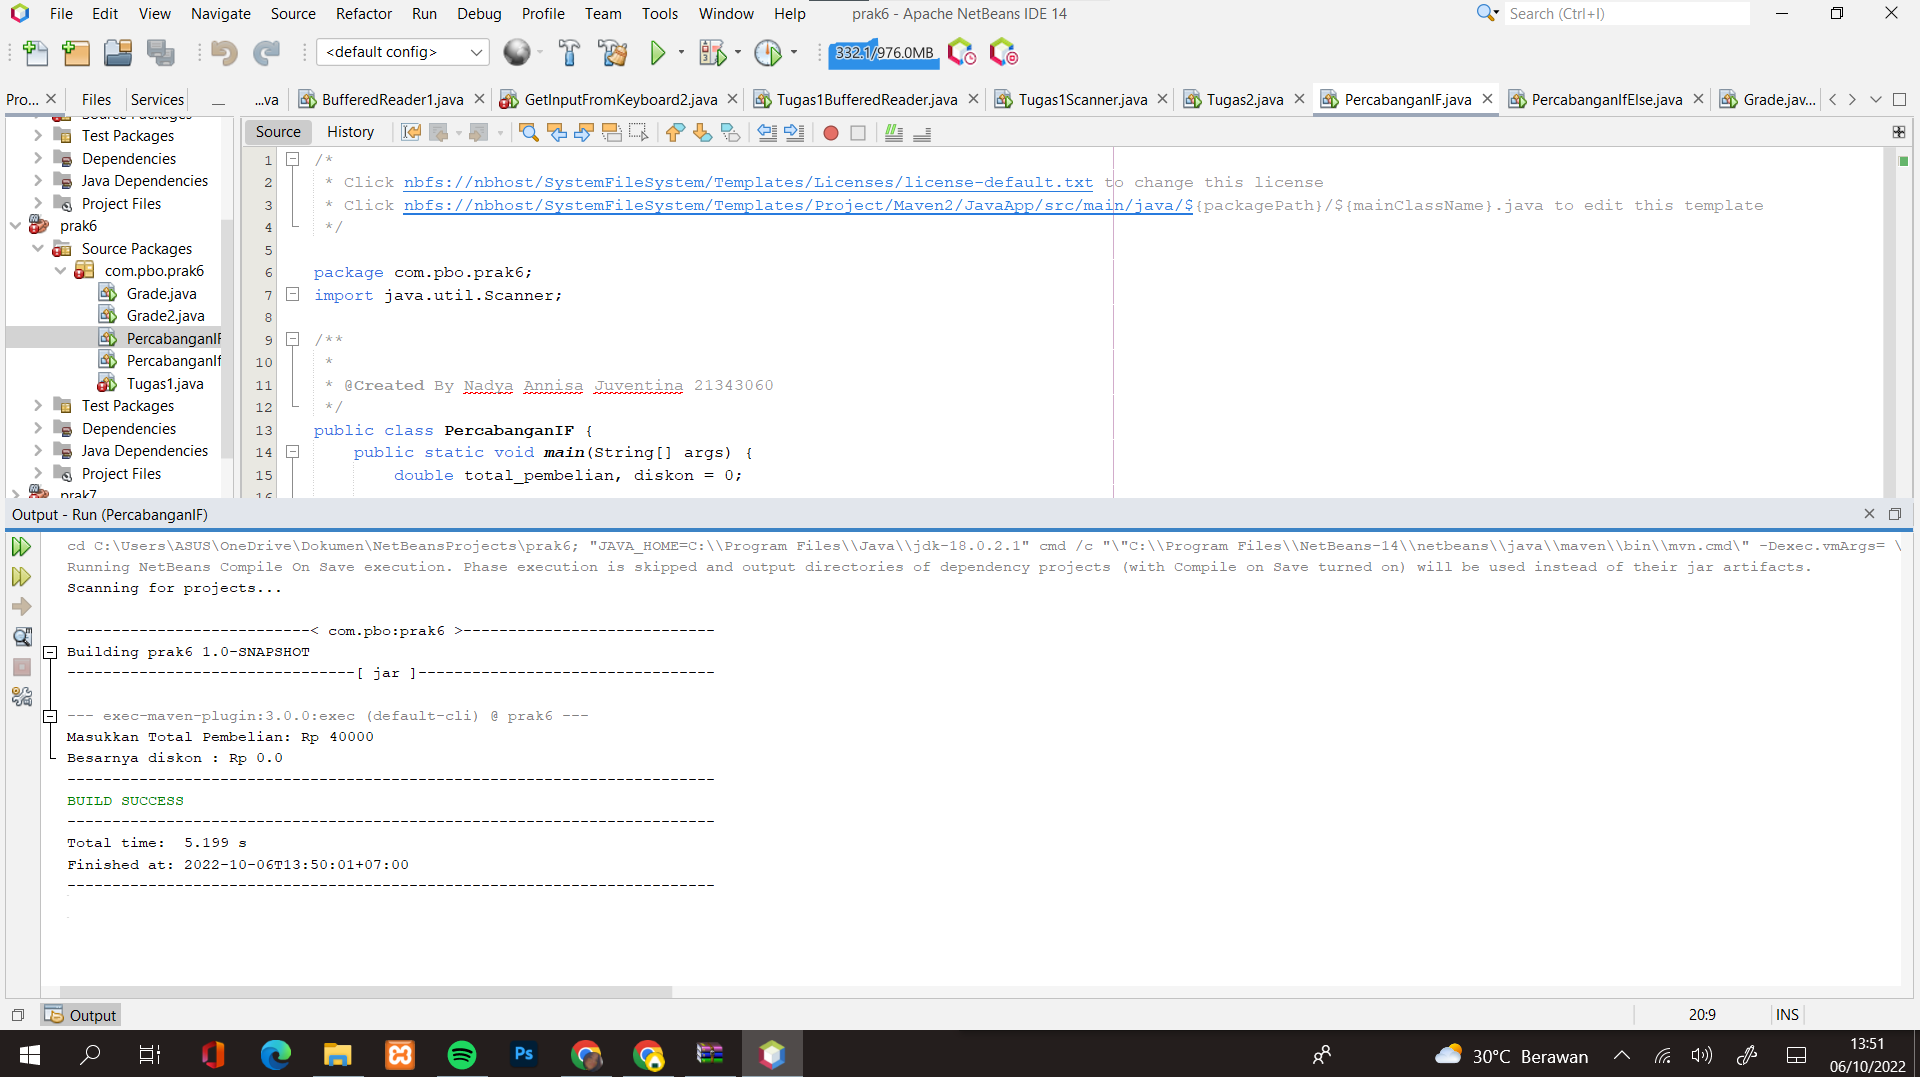 File Edit View Navigate Source Refactor Run Debug Profile Team Tools Window Help
prak6 - Apache NetBeans IDE 14
Search (Ctrl+I)
<default config>
332.1/976.0MB
Pro... Files Services
...va BufferedReader1.java GetInputFromKeyboard2.java Tugas1BufferedReader.java Tugas1Scanner.java Tugas2.java PercabanganIF.java PercabanganIfElse.java Grade.jav...
Source Packages
Test Packages
Dependencies
Java Dependencies
Project Files
prak6
Source Packages
com.pbo.prak6
Grade.java
Grade2.java
PercabanganIF
PercabanganIf
Tugas1.java
Test Packages
Dependencies
Java Dependencies
Project Files
prak7
Source History
1 /*
2 * Click nbfs://nbhost/SystemFileSystem/Templates/Licenses/license-default.txt to change this license
3 * Click nbfs://nbhost/SystemFileSystem/Templates/Project/Maven2/JavaApp/src/main/java/${packagePath}/${mainClassName}.java to edit this template
4 */
5
6 package com.pbo.prak6;
7 import java.util.Scanner;
8
9 /**
10 *
11 * @Created By Nadya Annisa Juventina 21343060
12 */
13 public class PercabanganIF {
14 public static void main(String[] args) {
15 double total_pembelian, diskon = 0;
16
Output - Run (PercabanganIF)
cd C:\Users\ASUS\OneDrive\Dokumen\NetBeansProjects\prak6; "JAVA_HOME=C:\\Program Files\\Java\\jdk-18.0.2.1" cmd /c "\"C:\\Program Files\\NetBeans-14\\netbeans\\java\\maven\\bin\\mvn.cmd\" -Dexec.vmArgs= \
Running NetBeans Compile On Save execution. Phase execution is skipped and output directories of dependency projects (with Compile on Save turned on) will be used instead of their jar artifacts.
Scanning for projects...
---------------------------< com.pbo:prak6 >----------------------------
Building prak6 1.0-SNAPSHOT
--------------------------------[ jar ]---------------------------------
--- exec-maven-plugin:3.0.0:exec (default-cli) @ prak6 ---
Masukkan Total Pembelian: Rp 40000
Besarnya diskon : Rp 0.0
------------------------------------------------------------------------
BUILD SUCCESS
------------------------------------------------------------------------
Total time:  5.199 s
Finished at: 2022-10-06T13:50:01+07:00
------------------------------------------------------------------------
Output
20:9 INS
Ps
30°C Berawan
13:51
06/10/2022